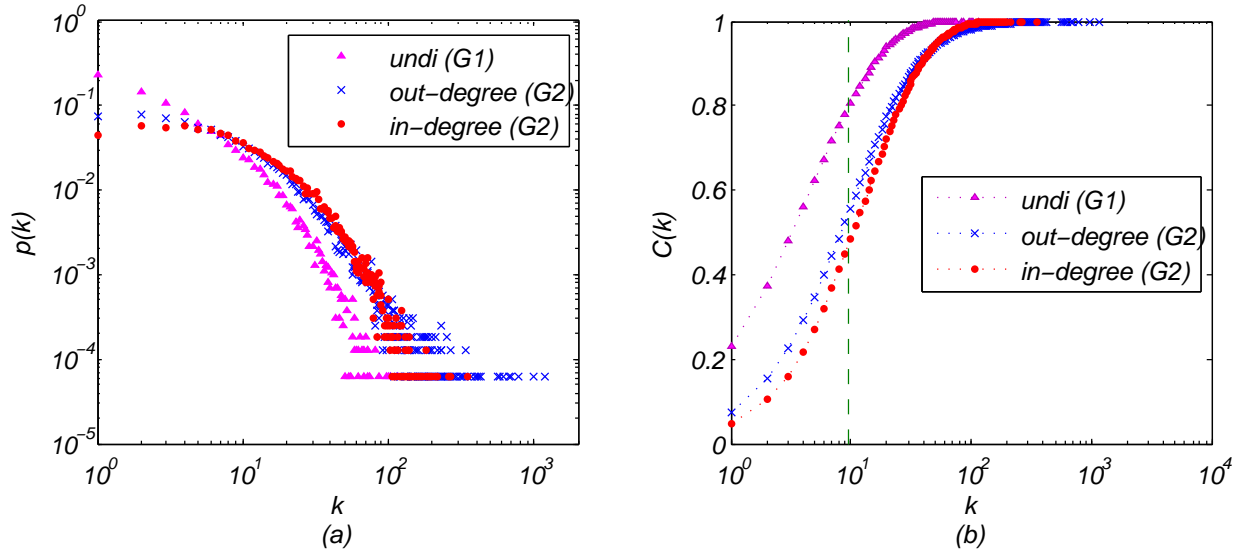 10^0
10^-1
10^-2
10^-3
10^-4
10^-5
p(k)
10^0
10^1
10^2
10^3
k
(a)
undi (G1)
out-degree (G2)
in-degree (G2)
1
0.8
0.6
0.4
0.2
0
C(k)
10^0
10^1
10^2
10^3
10^4
k
(b)
undi (G1)
out-degree (G2)
in-degree (G2)